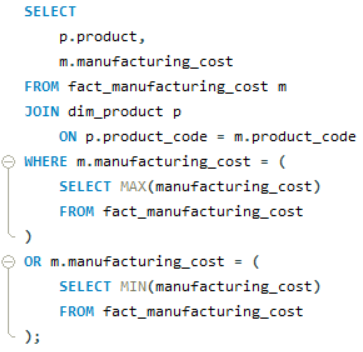 SELECT
p.product,
m.manufacturing_cost
FROM fact_manufacturing_cost m
JOIN dim_product p
ON p.product_code = m.product_code
WHERE m.manufacturing_cost = (
SELECT MAX(manufacturing_cost)
FROM fact_manufacturing_cost
)
OR m.manufacturing_cost = (
SELECT MIN(manufacturing_cost)
FROM fact_manufacturing_cost
);